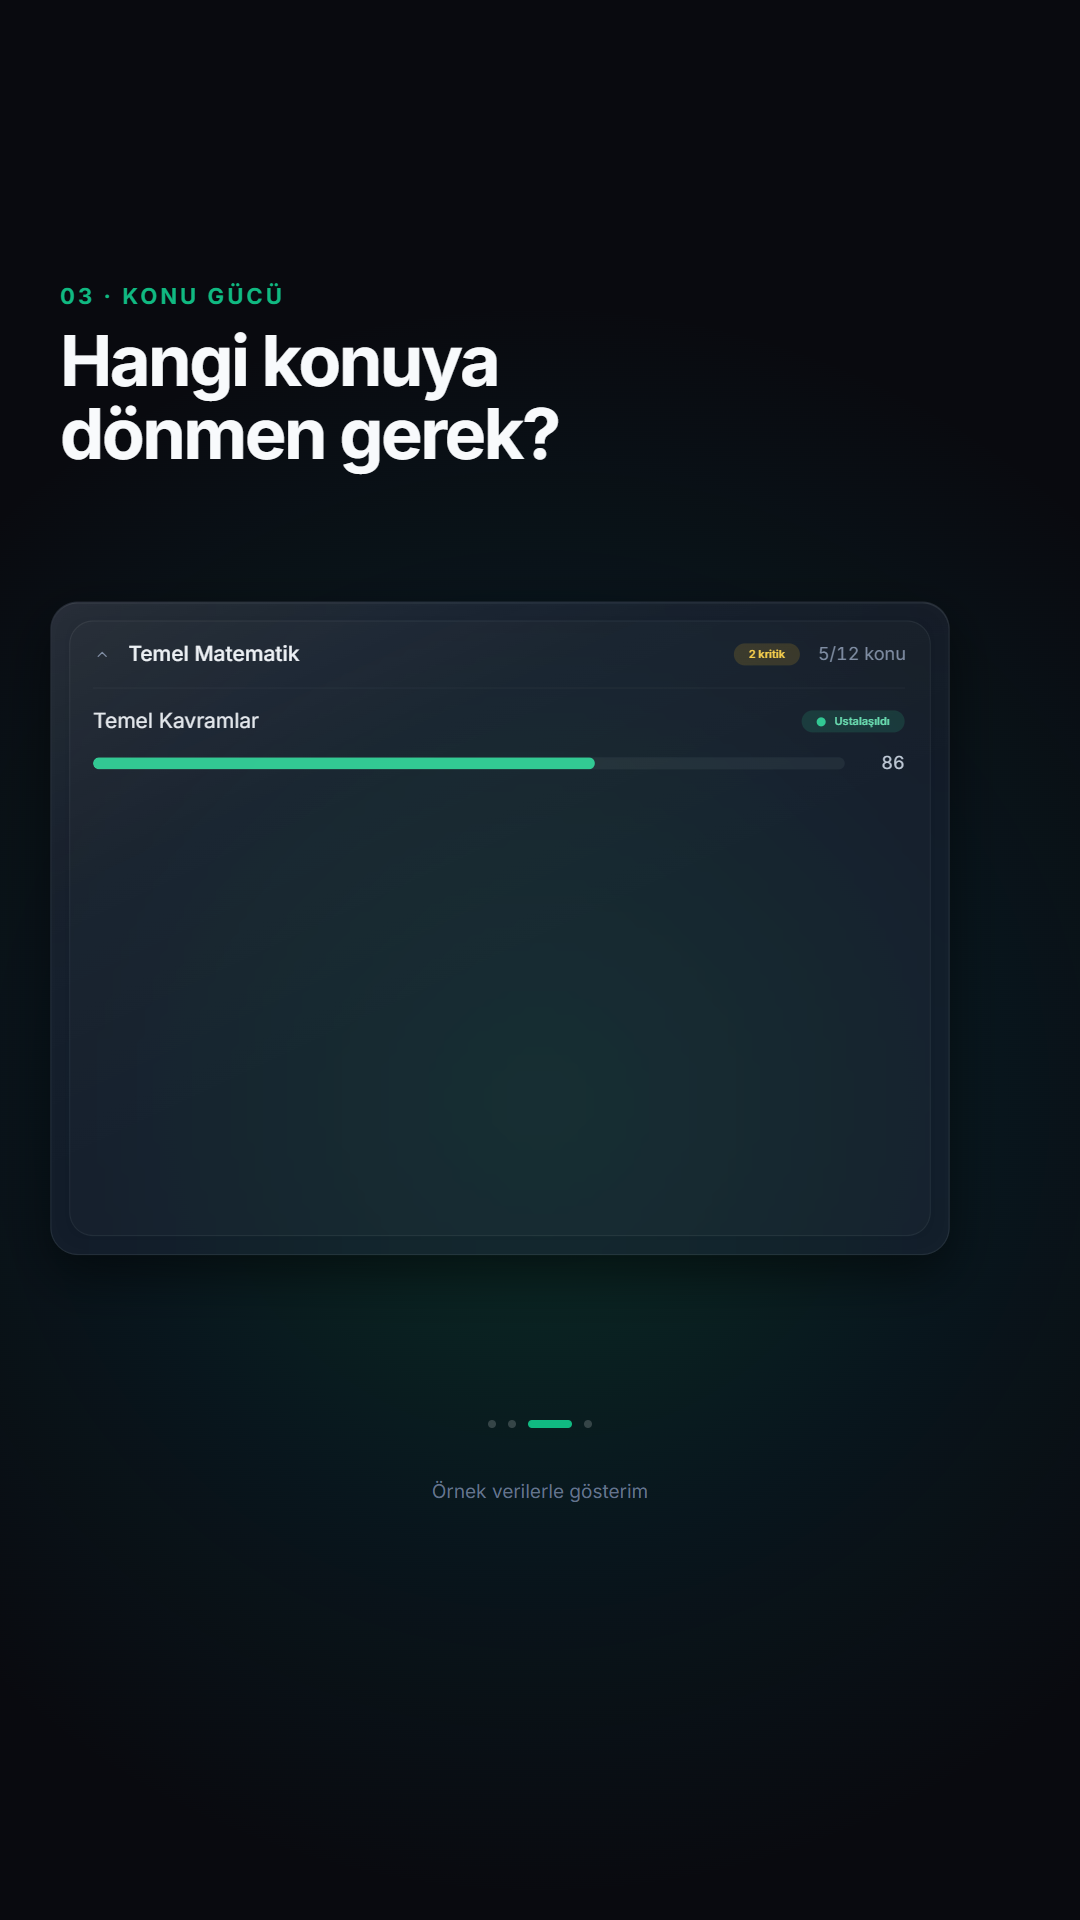 03 · KONU GÜCÜ
Hangi konuya
dönmen gerek?
Temel Matematik
2 kritik
5/12 konu
Temel Kavramlar
Ustalaşıldı
86
Örnek verilerle gösterim